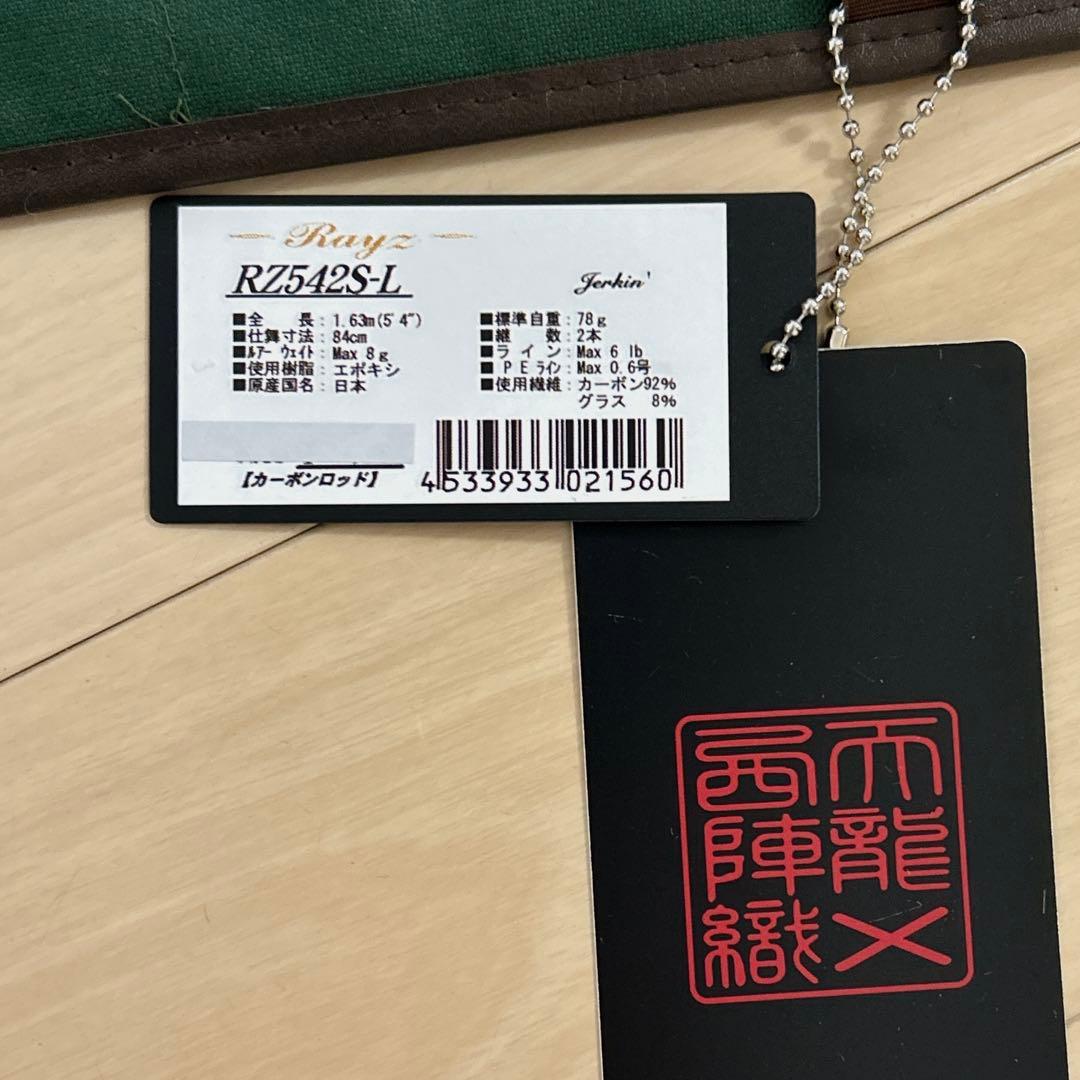 Rayz
RZ542S-L
Jerkin'
■全 長：1.63m(5'4")
■仕舞寸法：84cm
■ルアーウェイト：Max 8g
■使用樹脂：エポキシ
■原産国名：日本
■標準自重：78g
■継 数：2本
■ライン：Max 6 lb
■PEライン：Max 0.6号
■使用繊維：カーボン92%
グラス 8%
【カーボンロッド】
4533933021560
天龍×
西陣織